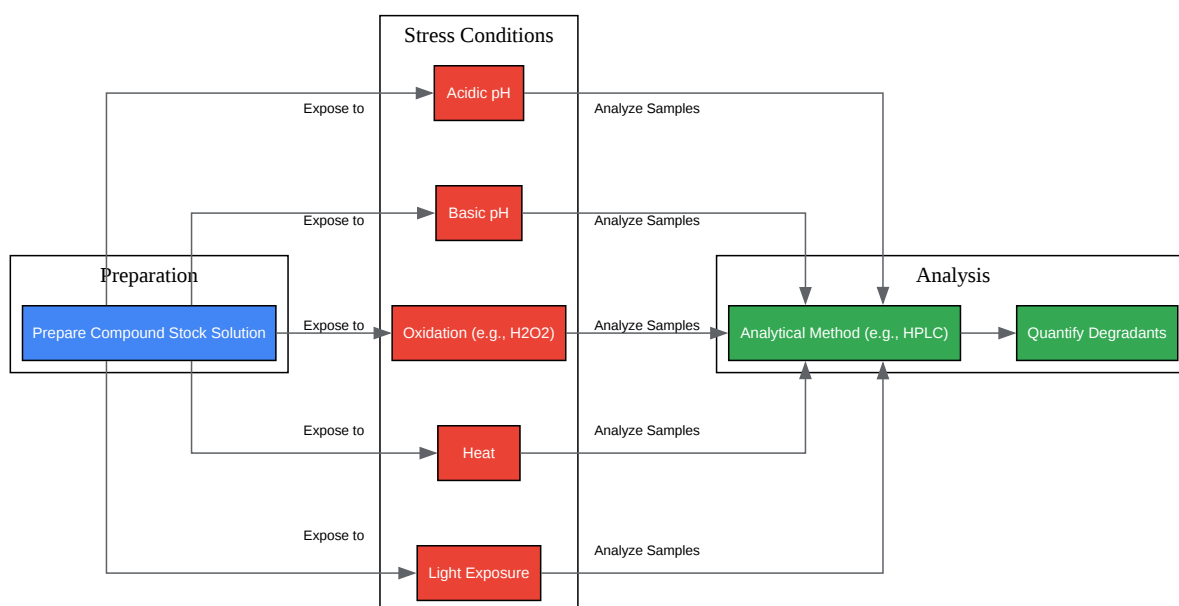 Stress Conditions
Acidic pH
Expose to
Analyze Samples
Basic pH
Expose to
Analyze Samples
Preparation
Analysis
Prepare Compound Stock Solution
Expose to
Oxidation (e.g., H2O2)
Analyze Samples
Analytical Method (e.g., HPLC)
Quantify Degradants
Expose to
Heat
Analyze Samples
Expose to
Light Exposure
Analyze Samples